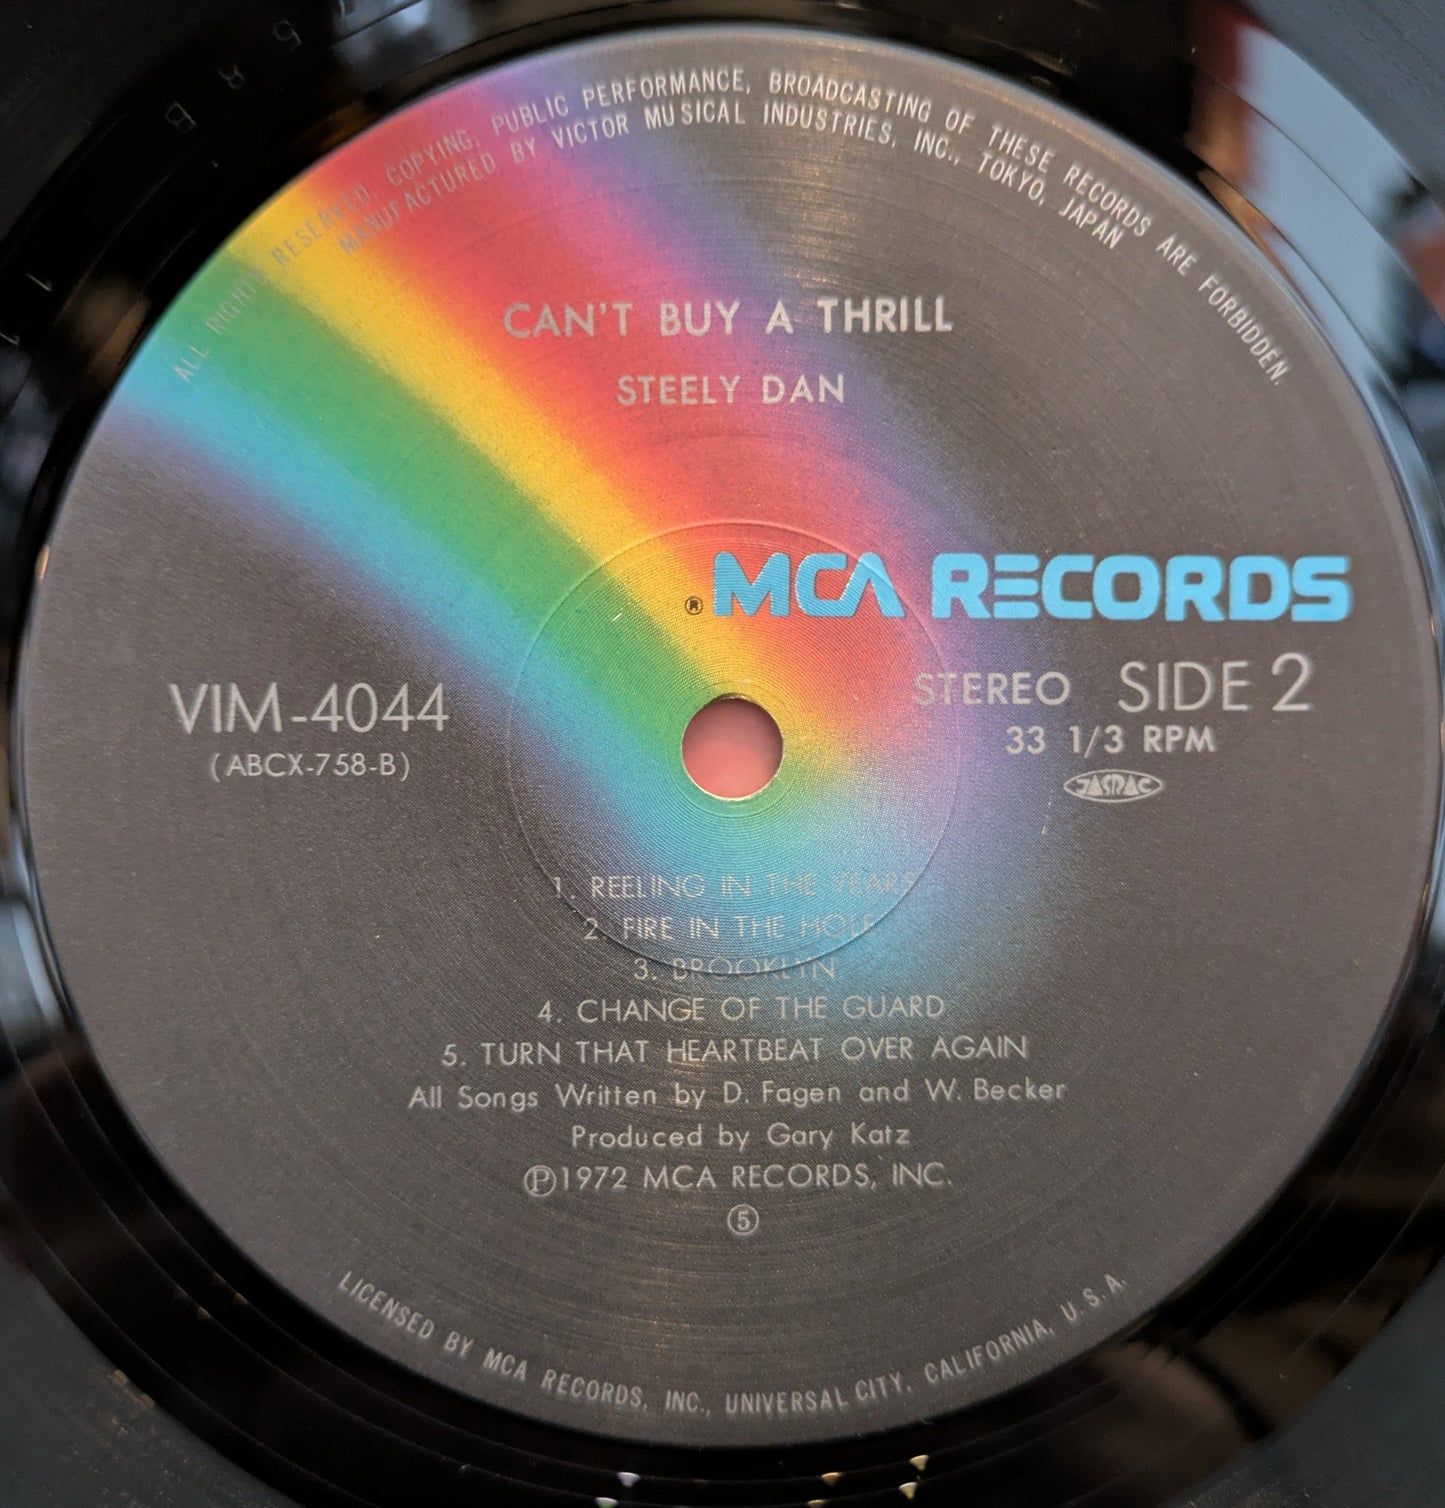 ALL RIGHTS RESERVED. COPYING, PUBLIC PERFORMANCE, BROADCASTING OF THESE RECORDS ARE FORBIDDEN.
MANUFACTURED BY VICTOR MUSICAL INDUSTRIES, INC., TOKYO, JAPAN
CAN'T BUY A THRILL
STEELY DAN
® MCA RECORDS
VIM-4044
(ABCX-758-B)
STEREO SIDE 2
33 1/3 RPM
JASRAC
1. REELING IN THE YEARS
2. FIRE IN THE HOLE
3. BROOKLYN
4. CHANGE OF THE GUARD
5. TURN THAT HEARTBEAT OVER AGAIN
All Songs Written by D. Fagen and W. Becker
Produced by Gary Katz
Ⓟ1972 MCA RECORDS, INC.
⑤
LICENSED BY MCA RECORDS, INC., UNIVERSAL CITY, CALIFORNIA, U.S.A.